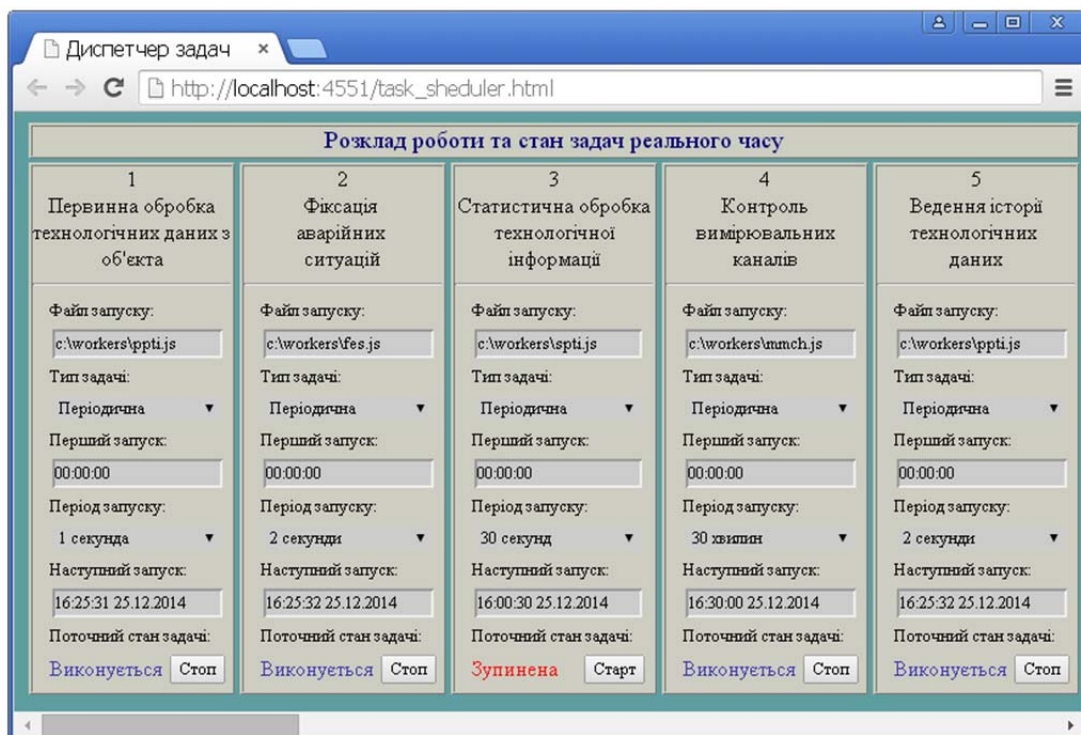 Диспетчер задач
http://localhost:4551/task_sheduler.html
Розклад роботи та стан задач реального часу
1
Первинна обробка
технологічних даних з
об'єкта
Файл запуску:
c:\workers\ppti.js
Тип задачі:
Періодична
Перший запуск:
00:00:00
Період запуску:
1 секунда
Наступний запуск:
16:25:31 25.12.2014
Поточний стан задачі:
Виконується Стоп
2
Фіксація
аварійних
ситуацій
Файл запуску:
c:\workers\fes.js
Тип задачі:
Періодична
Перший запуск:
00:00:00
Період запуску:
2 секунди
Наступний запуск:
16:25:32 25.12.2014
Поточний стан задачі:
Виконується Стоп
3
Статистична обробка
технологічної
інформації
Файл запуску:
c:\workers\spti.js
Тип задачі:
Періодична
Перший запуск:
00:00:00
Період запуску:
30 секунд
Наступний запуск:
16:00:30 25.12.2014
Поточний стан задачі:
Зупинена Старт
4
Контроль
вимірювальних
каналів
Файл запуску:
c:\workers\mmch.js
Тип задачі:
Періодична
Перший запуск:
00:00:00
Період запуску:
30 хвилин
Наступний запуск:
16:30:00 25.12.2014
Поточний стан задачі:
Виконується Стоп
5
Ведення історії
технологічних
даних
Файл запуску:
c:\workers\ppti.js
Тип задачі:
Періодична
Перший запуск:
00:00:00
Період запуску:
2 секунди
Наступний запуск:
16:25:32 25.12.2014
Поточний стан задачі:
Виконується Стоп